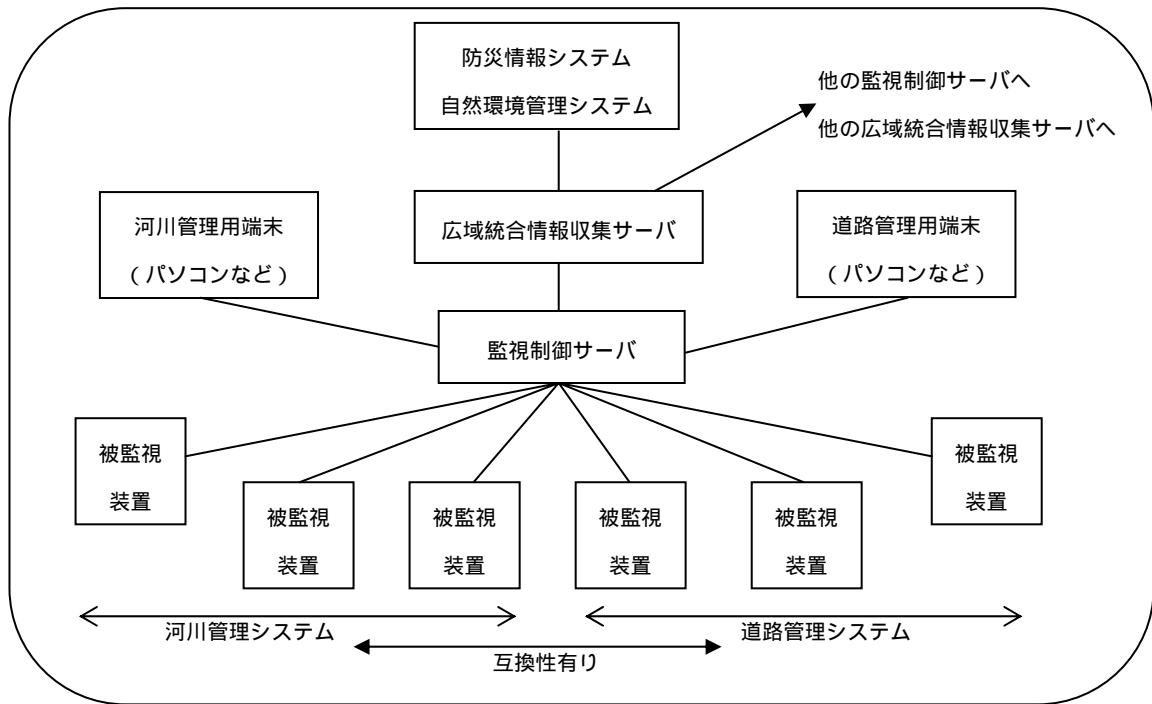 防災情報システム
自然環境管理システム
他の監視制御サーバへ
他の広域統合情報収集サーバへ
河川管理用端末
(パソコンなど)
広域統合情報収集サーバ
道路管理用端末
(パソコンなど)
監視制御サーバ
被監視
装置
被監視
装置
被監視
装置
被監視
装置
被監視
装置
被監視
装置
河川管理システム
道路管理システム
互換性有り